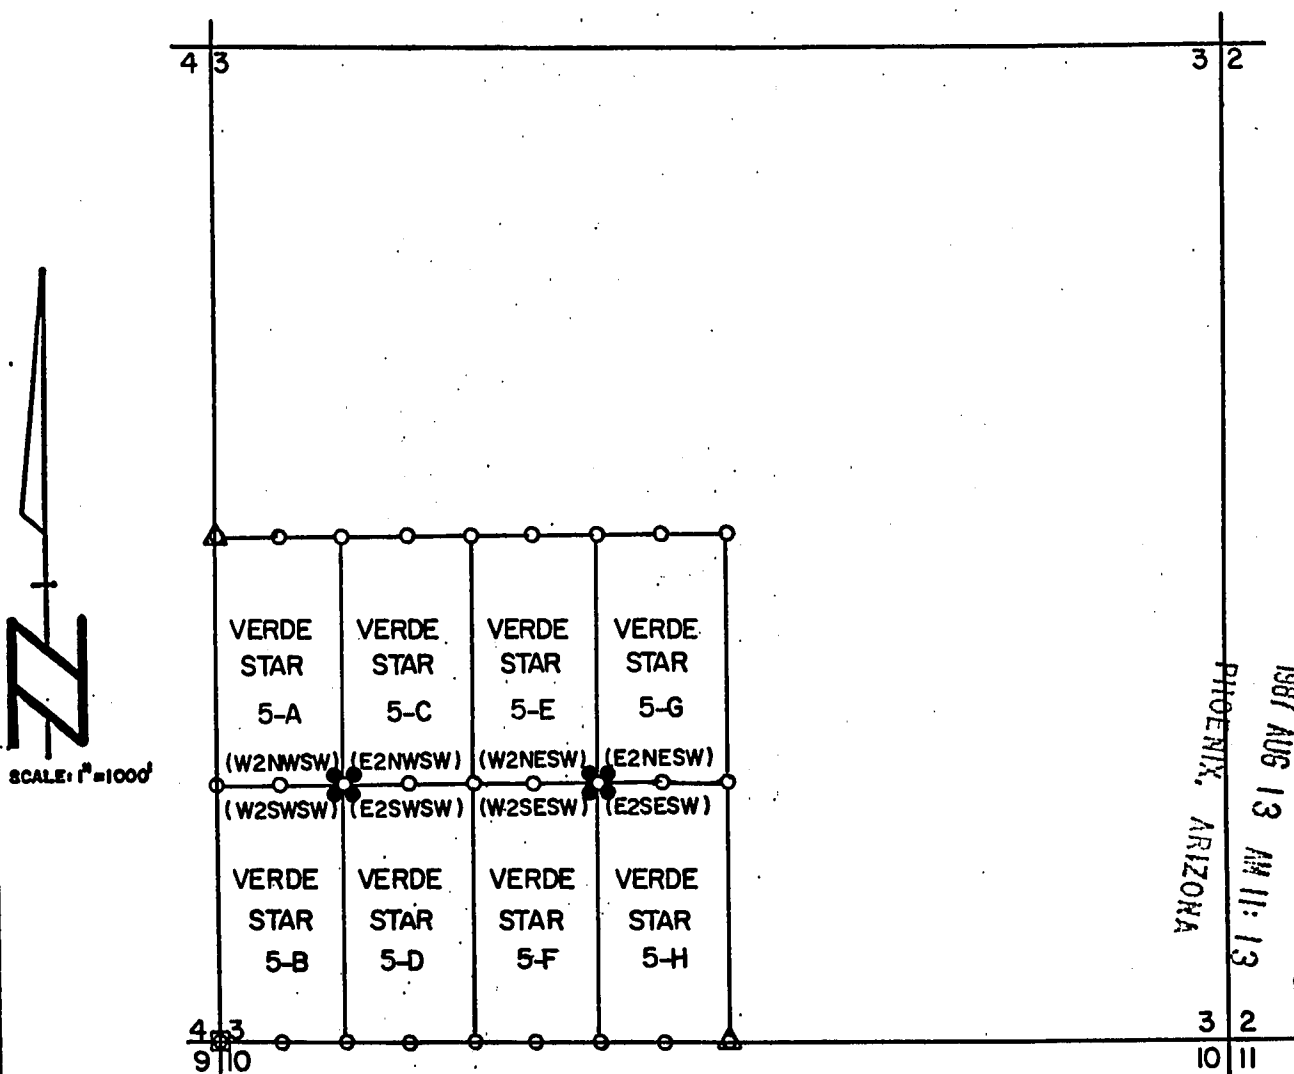 4 3
3 2
VERDE STAR 5-A
VERDE STAR 5-C
VERDE STAR 5-E
VERDE STAR 5-G
(W2NWSW)
(E2NWSW)
(W2NESW)
(E2NESW)
SCALE: 1"=1000'
(W2SWSW)
(E2SWSW)
(W2SESW)
(E2SESW)
VERDE STAR 5-B
VERDE STAR 5-D
VERDE STAR 5-F
VERDE STAR 5-H
1987 AUG 13 AM 11: 13
PHOENIX, ARIZONA
4 3
9 10
3 2
10 11